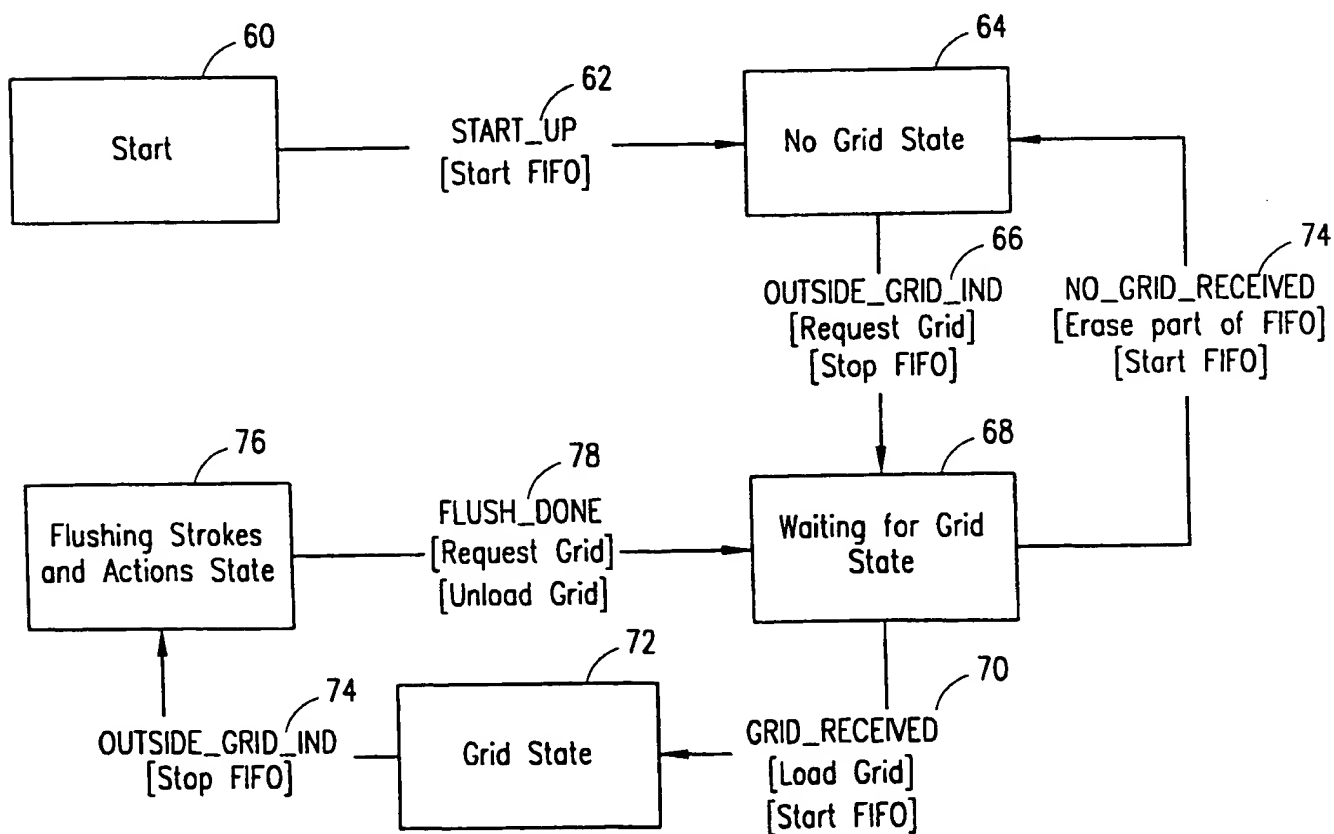 60
Start
62
START_UP
[Start FIFO]
64
No Grid State
66
OUTSIDE_GRID_IND
[Request Grid]
[Stop FIFO]
74
NO_GRID_RECEIVED
[Erase part of FIFO]
[Start FIFO]
76
Flushing Strokes
and Actions State
78
FLUSH_DONE
[Request Grid]
[Unload Grid]
68
Waiting for Grid
State
74
OUTSIDE_GRID_IND
[Stop FIFO]
72
Grid State
70
GRID_RECEIVED
[Load Grid]
[Start FIFO]